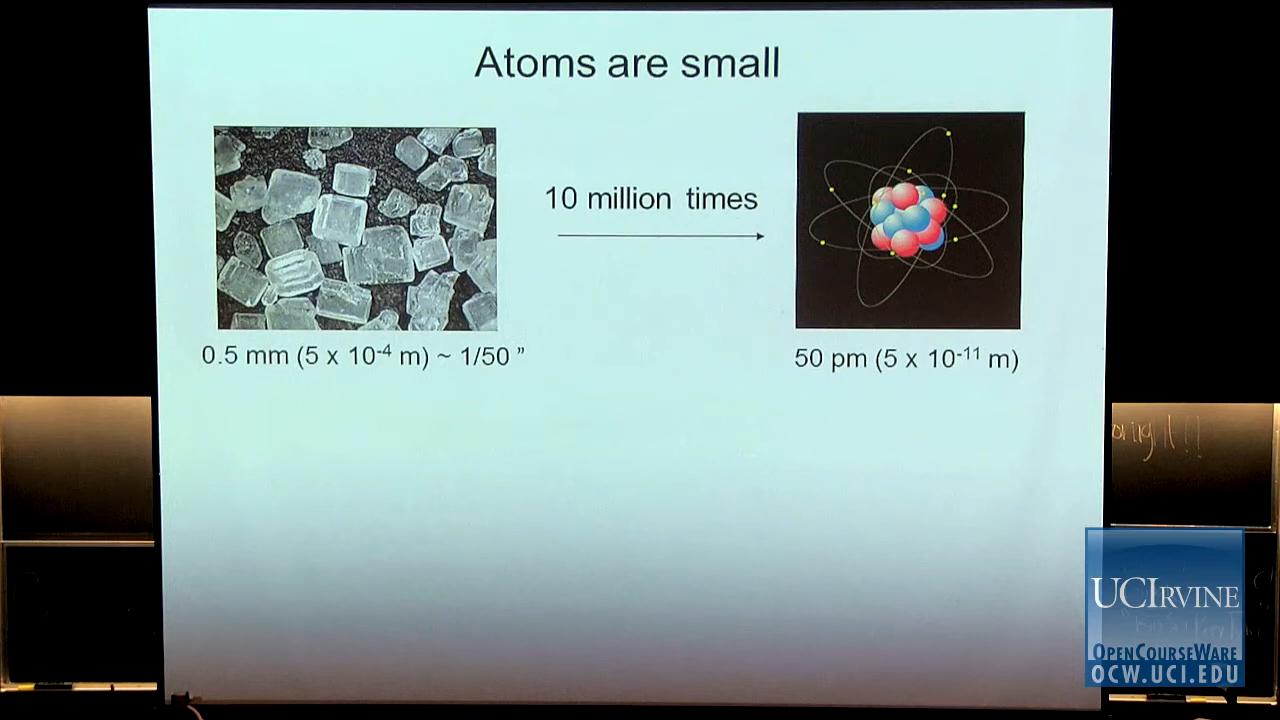 Atoms are small
10 million times
0.5 mm (5 x 10⁻⁴ m) ~ 1/50 ”
50 pm (5 x 10⁻¹¹ m)
UCIRVINE
OPENCOURSEWARE
OCW.UCI.EDU